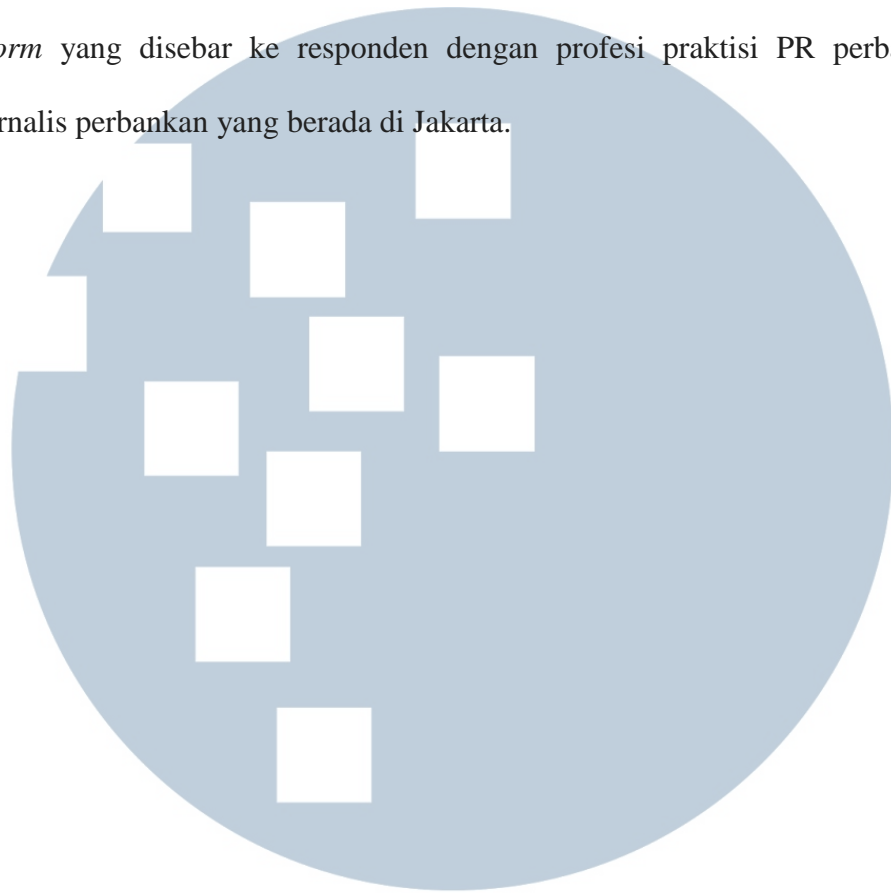 orm yang disebar ke responden dengan profesi praktisi PR perb
rnalis perbankan yang berada di Jakarta.